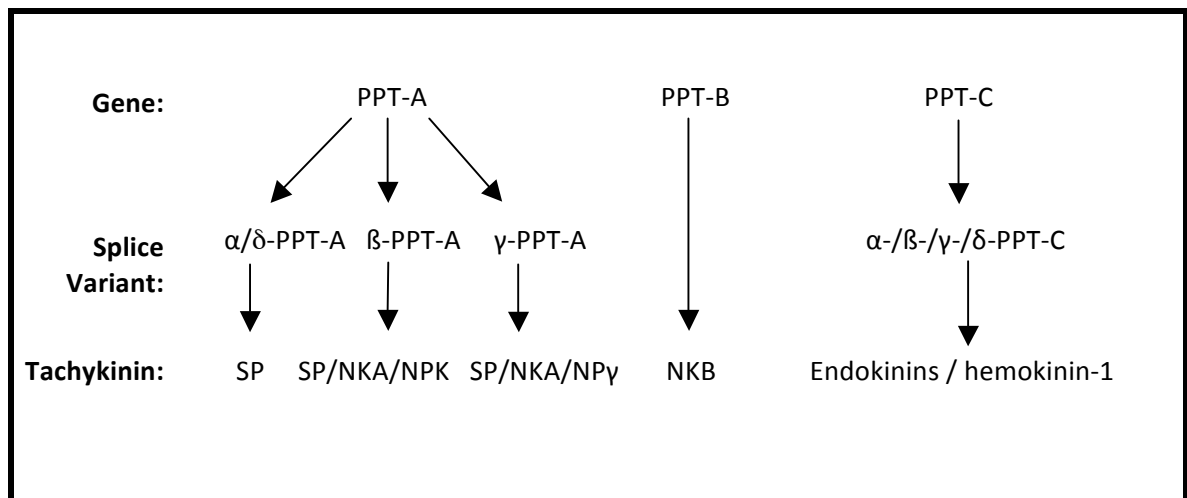 Gene: PPT-A PPT-B PPT-C
Splice Variant: α/δ-PPT-A ß-PPT-A γ-PPT-A α-/ß-/γ-/δ-PPT-C
Tachykinin: SP SP/NKA/NPK SP/NKA/NPγ NKB Endokinins / hemokinin-1